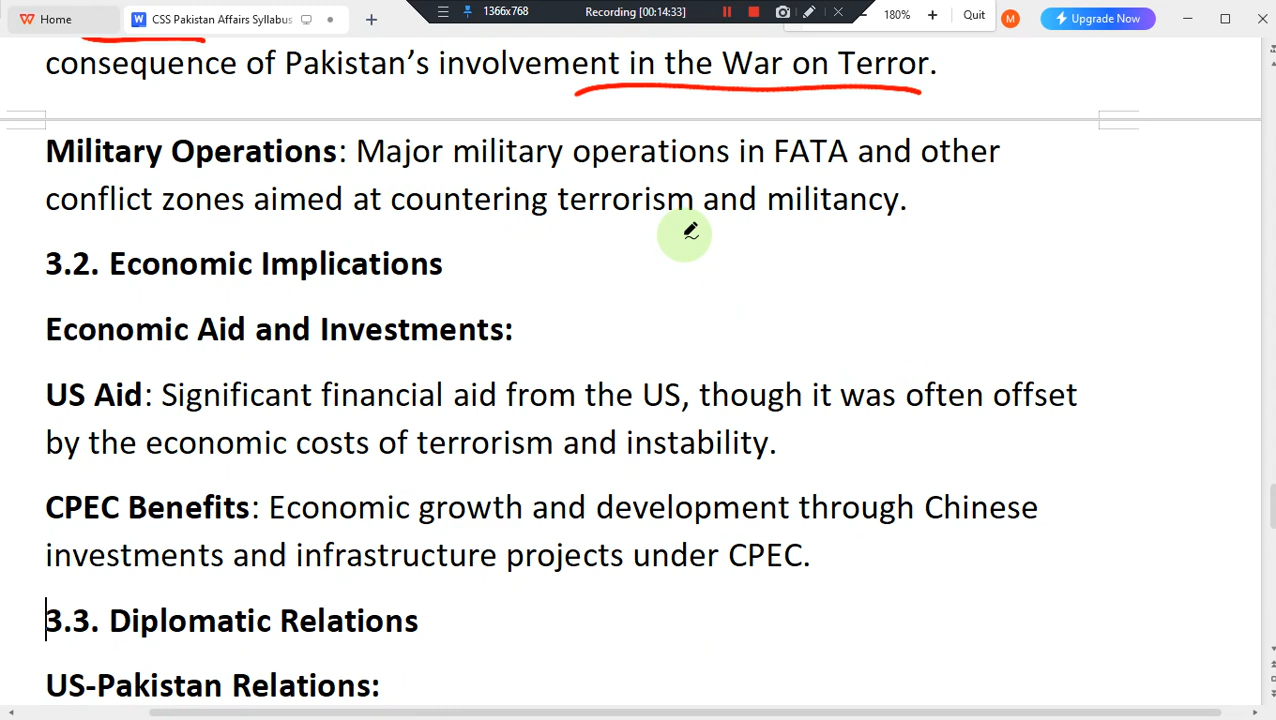 Home
CSS Pakistan Affairs Syllabus
+
1366x768
Recording [00:14:33]
180%
+
Quit
M
Upgrade Now
consequence of Pakistan’s involvement in the War on Terror.
Military Operations: Major military operations in FATA and other
conflict zones aimed at countering terrorism and militancy.
3.2. Economic Implications
Economic Aid and Investments:
US Aid: Significant financial aid from the US, though it was often offset
by the economic costs of terrorism and instability.
CPEC Benefits: Economic growth and development through Chinese
investments and infrastructure projects under CPEC.
3.3. Diplomatic Relations
US-Pakistan Relations: